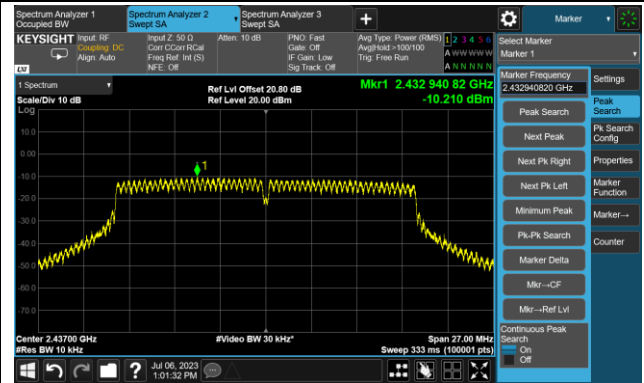 Spectrum Analyzer 1
Occupied BW
Spectrum Analyzer 2
Swept SA
Spectrum Analyzer 3
Swept SA
Marker
KEYSIGHT
Input: RF
Coupling: DC
Align: Auto
Input Z: 50 Ω
Corr CCorr RCal
Freq Ref: Int (S)
NFE: Off
Atten: 10 dB
PNO: Fast
Gate: Off
IF Gain: Low
Sig Track: Off
Avg Type: Power (RMS)
Avg|Hold: >100/100
Trig: Free Run
1 2 3 4 5 6
A W W W W W
A N N N N N
LXI
Select Marker
Marker 1
1 Spectrum
Scale/Div 10 dB
Log
Ref Lvl Offset 20.80 dB
Ref Level 20.00 dBm
Mkr1 2.432 940 82 GHz
-10.210 dBm
10.0
0.00
-10.0
-20.0
-30.0
-40.0
-50.0
-60.0
-70.0
1
Center 2.43700 GHz
#Res BW 10 kHz
#Video BW 30 kHz*
Span 27.00 MHz
Sweep 333 ms (100001 pts)
Marker Frequency
2.432940820 GHz
Peak Search
Next Peak
Next Pk Right
Next Pk Left
Minimum Peak
Pk-Pk Search
Marker Delta
Mkr→CF
Mkr→Ref Lvl
Continuous Peak
Search
On
Off
Settings
Peak
Search
Pk Search
Config
Properties
Marker
Function
Marker→
Counter
Jul 06, 2023
1:01:32 PM